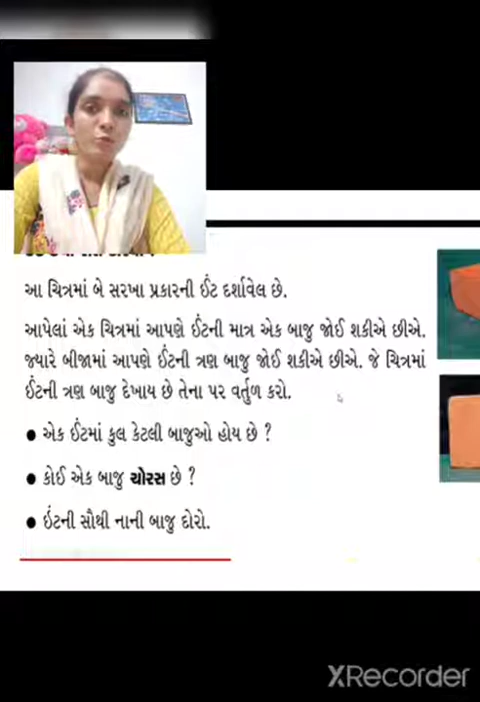 આ ચિત્રમાં બે સરખા પ્રકારની ઈંટ દર્શાવેલ છે.
આપેલાં એક ચિત્રમાં આપણે ઈંટની માત્ર એક બાજુ જોઈ શકીએ છીએ.
જ્યારે બીજામાં આપણે ઈંટની ત્રણ બાજુ જોઈ શકીએ છીએ. જે ચિત્રમાં
ઈંટની ત્રણ બાજુ દેખાય છે તેના પર વર્તુળ કરો.
● એક ઈંટમાં કુલ કેટલી બાજુઓ હોય છે ?
● કોઈ એક બાજુ ચોરસ છે ?
● ઇંટની સૌથી નાની બાજુ દોરો.
XRecorder